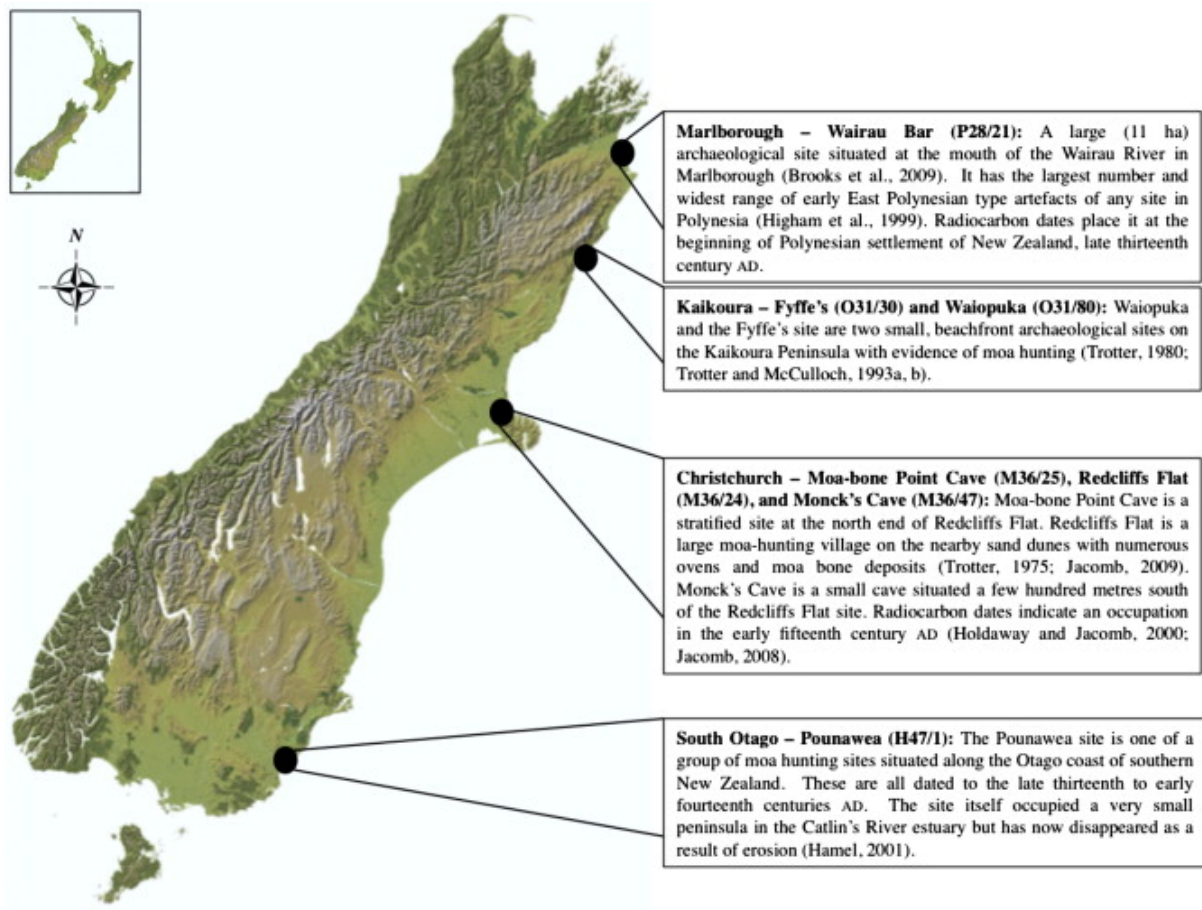 N
Marlborough – Wairau Bar (P28/21): A large (11 ha)
archaeological site situated at the mouth of the Wairau River in
Marlborough (Brooks et al., 2009). It has the largest number and
widest range of early East Polynesian type artefacts of any site in
Polynesia (Higham et al., 1999). Radiocarbon dates place it at the
beginning of Polynesian settlement of New Zealand, late thirteenth
century AD.
Kaikoura – Fyffe's (O31/30) and Waiopuka (O31/80): Waiopuka
and the Fyffe's site are two small, beachfront archaeological sites on
the Kaikoura Peninsula with evidence of moa hunting (Trotter, 1980;
Trotter and McCulloch, 1993a, b).
Christchurch – Moa-bone Point Cave (M36/25), Redcliffs Flat
(M36/24), and Monck's Cave (M36/47): Moa-bone Point Cave is a
stratified site at the north end of Redcliffs Flat. Redcliffs Flat is a
large moa-hunting village on the nearby sand dunes with numerous
ovens and moa bone deposits (Trotter, 1975; Jacomb, 2009).
Monck's Cave is a small cave situated a few hundred metres south
of the Redcliffs Flat site. Radiocarbon dates indicate an occupation
in the early fifteenth century AD (Holdaway and Jacomb, 2000;
Jacomb, 2008).
South Otago – Pounawea (H47/1): The Pounawea site is one of a
group of moa hunting sites situated along the Otago coast of southern
New Zealand. These are all dated to the late thirteenth to early
fourteenth centuries AD. The site itself occupied a very small
peninsula in the Catlin's River estuary but has now disappeared as a
result of erosion (Hamel, 2001).